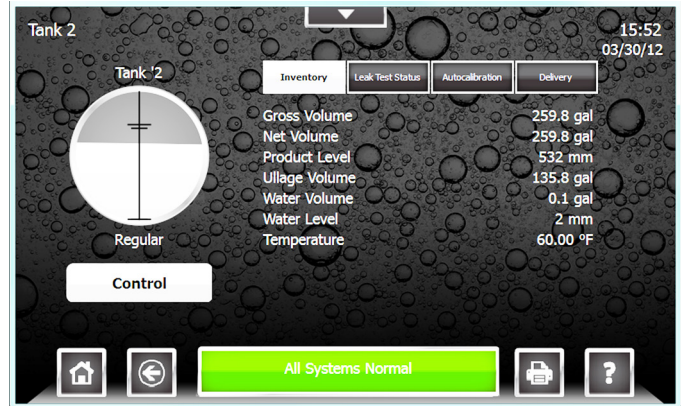 Tank 2
15:52
03/30/12
Tank '2
Inventory
Leak Test Status
Autocalibration
Delivery
Gross Volume 259.8 gal
Net Volume 259.8 gal
Product Level 532 mm
Ullage Volume 135.8 gal
Water Volume 0.1 gal
Water Level 2 mm
Temperature 60.00 ºF
Regular
Control
All Systems Normal
?